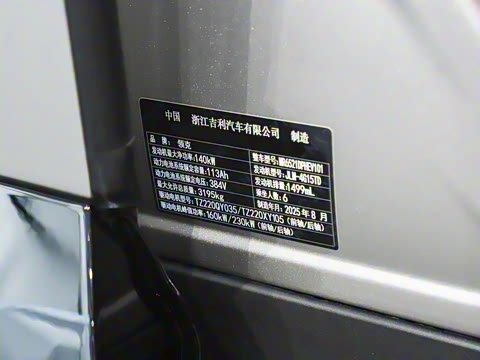 中国 浙江吉利汽车有限公司 制造
品 牌：领克 整车型号：MR6521DPHEV101
发动机最大净功率：140kW 发动机型号：JLH-4G15TD
动力电池系统额定容量：113Ah 发动机排量：1499mL
动力电池系统额定电压：384V 乘坐人数：6
最大允许总质量：3195kg 制造年月：2025年8月
驱动电机型号：TZ220QY035/TZ220XY105（前轴/后轴）
驱动电机峰值功率：160kW/230kW（前轴/后轴）